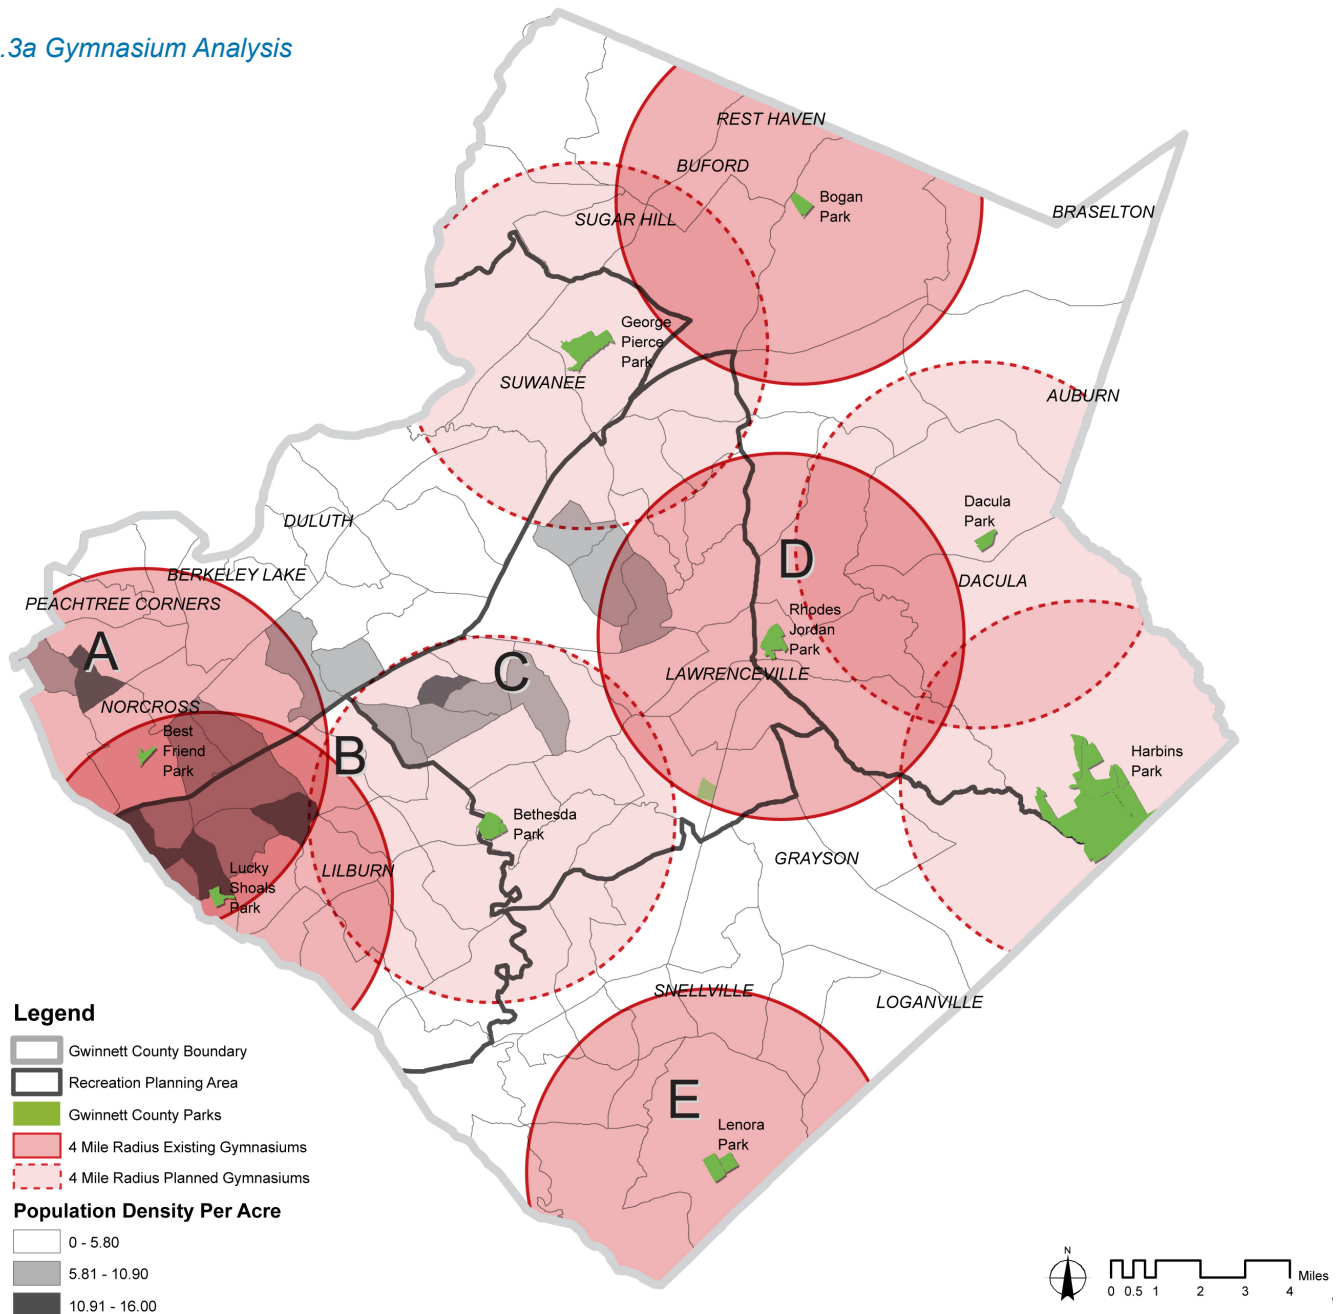 .3a Gymnasium Analysis
REST HAVEN
BUFORD
Bogan
Park
BRASELTON
SUGAR HILL
George
Pierce
Park
SUWANEE
AUBURN
Dacula
Park
DULUTH
D
BERKELEY LAKE
DACULA
PEACHTREE CORNERS
Rhodes
Jordan
Park
A
C
LAWRENCEVILLE
NORCROSS
Best
Friend
Park
B
Harbins
Park
Bethesda
Park
GRAYSON
LILBURN
Lucky
Shoals
Park
SNELLVILLE
LOGANVILLE
E
Lenora
Park
Legend
Gwinnett County Boundary
Recreation Planning Area
Gwinnett County Parks
4 Mile Radius Existing Gymnasiums
4 Mile Radius Planned Gymnasiums
Population Density Per Acre
0 - 5.80
5.81 - 10.90
10.91 - 16.00
N
Miles
0 0.5 1 2 3 4